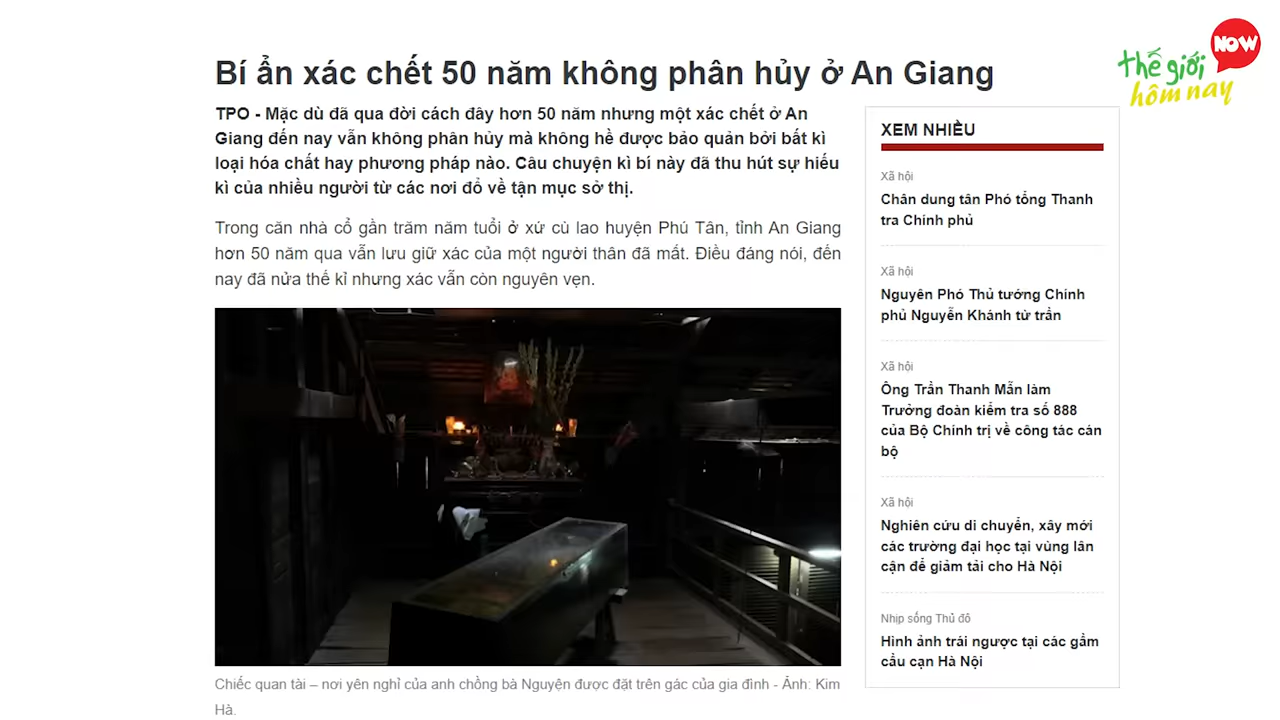 Bí ẩn xác chết 50 năm không phân hủy ở An Giang
TPO - Mặc dù đã qua đời cách đây hơn 50 năm nhưng một xác chết ở An
Giang đến nay vẫn không phân hủy mà không hề được bảo quản bởi bất kì
loại hóa chất hay phương pháp nào. Câu chuyện kì bí này đã thu hút sự hiếu
kì của nhiều người từ các nơi đổ về tận mục sở thị.
Trong căn nhà cổ gần trăm năm tuổi ở xứ cù lao huyện Phú Tân, tỉnh An Giang
hơn 50 năm qua vẫn lưu giữ xác của một người thân đã mất. Điều đáng nói, đến
nay đã nửa thế kỉ nhưng xác vẫn còn nguyên vẹn.
Chiếc quan tài – nơi yên nghỉ của anh chồng bà Nguyện được đặt trên gác của gia đình - Ảnh: Kim
Hà.
thế giới
hôm nay
NOW
XEM NHIỀU
Xã hội
Chân dung tân Phó tổng Thanh
tra Chính phủ
Xã hội
Nguyên Phó Thủ tướng Chính
phủ Nguyễn Khánh từ trần
Xã hội
Ông Trần Thanh Mẫn làm
Trưởng đoàn kiểm tra số 888
của Bộ Chính trị về công tác cán
bộ
Xã hội
Nghiên cứu di chuyển, xây mới
các trường đại học tại vùng lân
cận để giảm tải cho Hà Nội
Nhịp sống Thủ đô
Hình ảnh trái ngược tại các gầm
cầu cạn Hà Nội